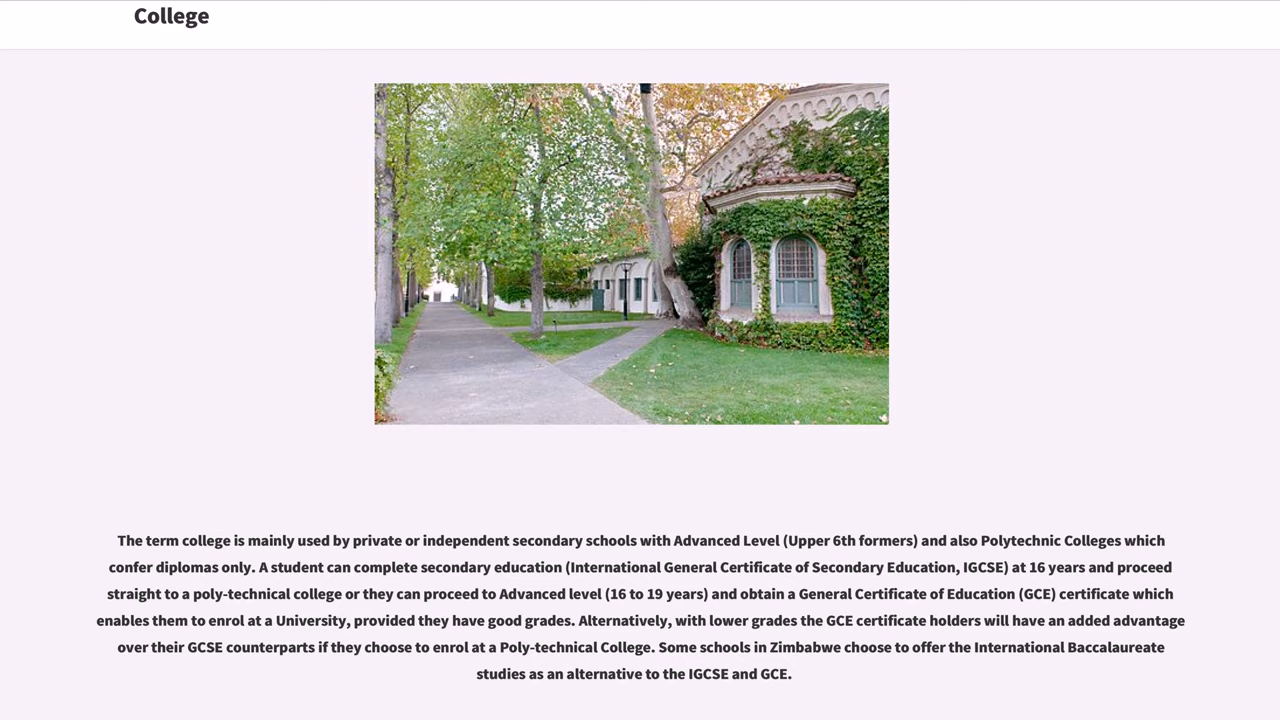 College
The term college is mainly used by private or independent secondary schools with Advanced Level (Upper 6th formers) and also Polytechnic Colleges which
confer diplomas only. A student can complete secondary education (International General Certificate of Secondary Education, IGCSE) at 16 years and proceed
straight to a poly-technical college or they can proceed to Advanced level (16 to 19 years) and obtain a General Certificate of Education (GCE) certificate which
enables them to enrol at a University, provided they have good grades. Alternatively, with lower grades the GCE certificate holders will have an added advantage
over their GCSE counterparts if they choose to enrol at a Poly-technical College. Some schools in Zimbabwe choose to offer the International Baccalaureate
studies as an alternative to the IGCSE and GCE.